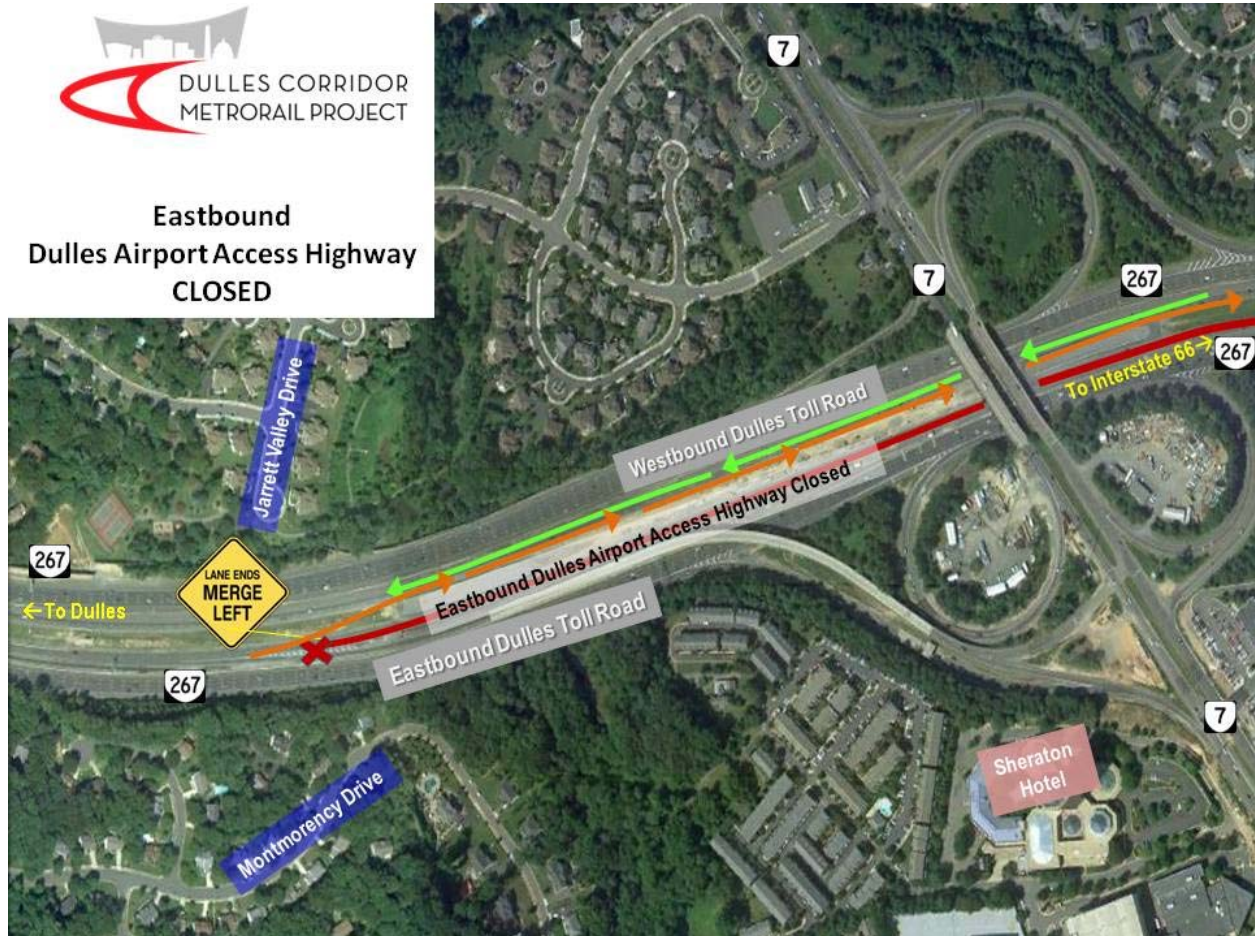 DULLES CORRIDOR
METRORAIL PROJECT
Eastbound
Dulles Airport Access Highway
CLOSED
7
7
267
To Interstate 66→
267
Westbound Dulles Toll Road
Jarrett Valley Drive
Eastbound Dulles Airport Access Highway Closed
267
←To Dulles
LANE ENDS
MERGE
LEFT
Eastbound Dulles Toll Road
267
7
Sheraton
Hotel
Montmorency Drive